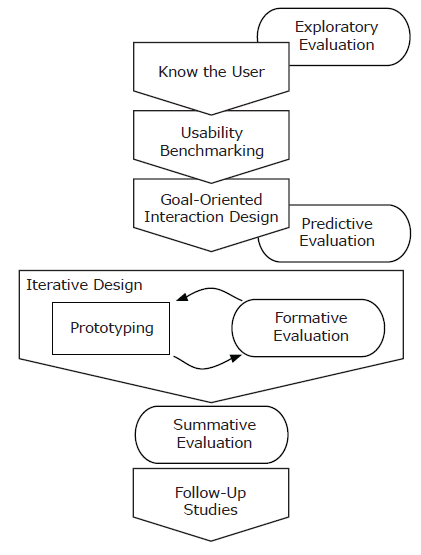 Exploratory
Evaluation
Know the User
Usability
Benchmarking
Goal-Oriented
Interaction Design
Predictive
Evaluation
Iterative Design
Prototyping
Formative
Evaluation
Summative
Evaluation
Follow-Up
Studies